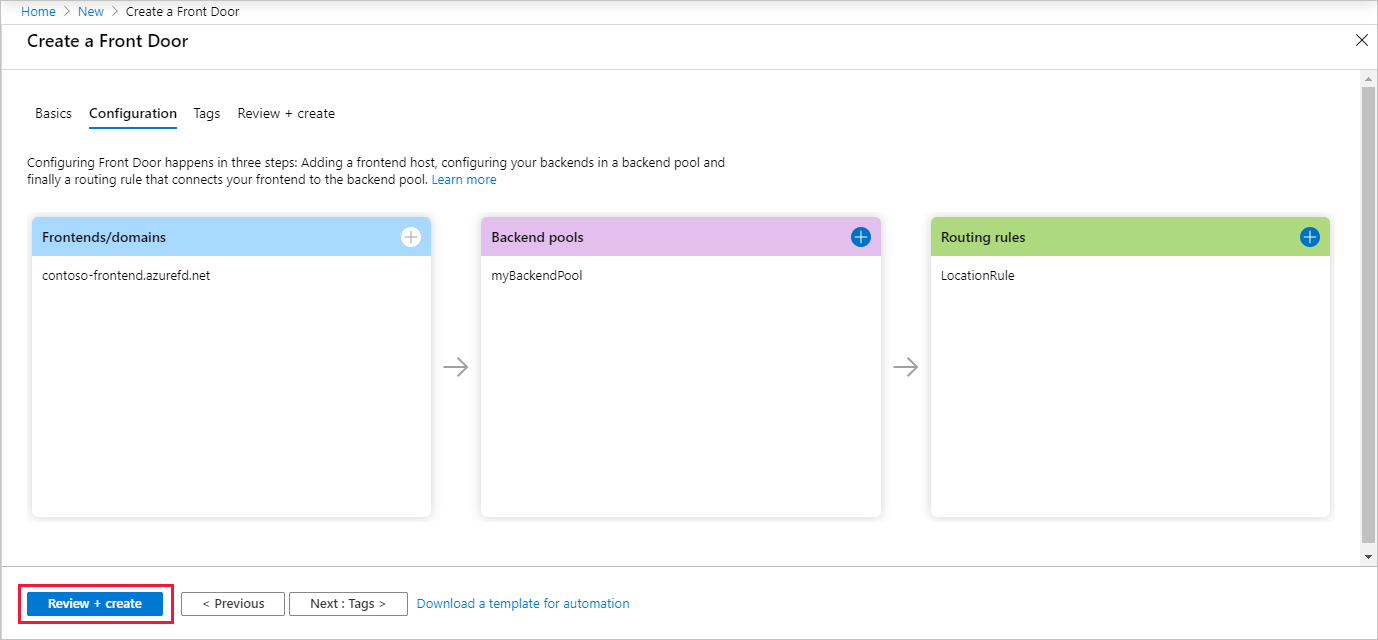 Home > New > Create a Front Door
Create a Front Door
Basics Configuration Tags Review + create
Configuring Front Door happens in three steps: Adding a frontend host, configuring your backends in a backend pool and
finally a routing rule that connects your frontend to the backend pool. Learn more
Frontends/domains
contoso-frontend.azurefd.net
Backend pools
myBackendPool
Routing rules
LocationRule
Review + create
< Previous
Next : Tags >
Download a template for automation